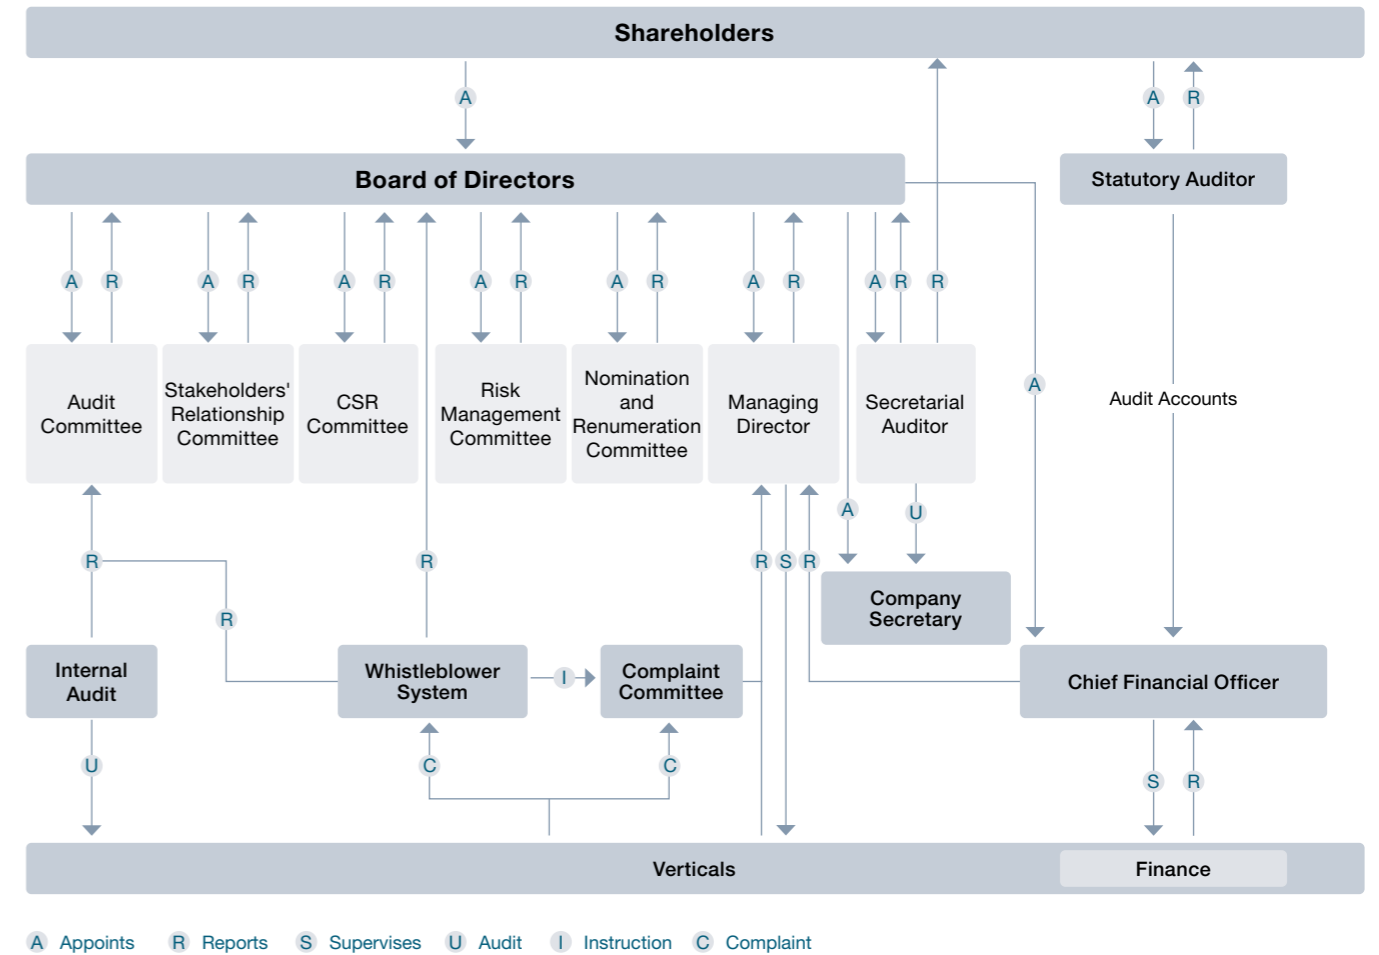 Shareholders
A
A
R
Board of Directors
Statutory Auditor
A
R
A
R
A
R
A
R
A
R
A
R
A
R
R
Audit
Committee
Stakeholders'
Relationship
Committee
CSR
Committee
Risk
Management
Committee
Nomination
and
Renumeration
Committee
Managing
Director
Secretarial
Auditor
A
Audit Accounts
A
U
R
R
R
S
R
R
Company
Secretary
Internal
Audit
Whistleblower
System
I
Complaint
Committee
Chief Financial Officer
U
C
C
S
R
Verticals
Finance
A Appoints R Reports S Supervises U Audit I Instruction C Complaint